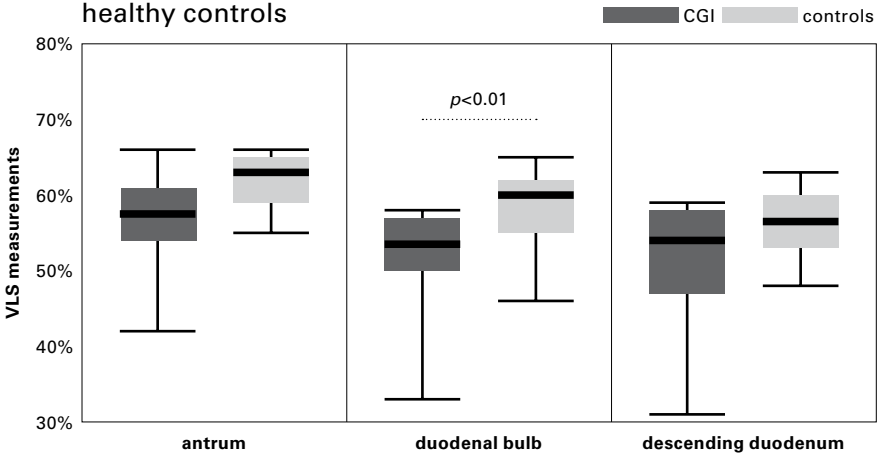 healthy controls
CGI
controls
80%
70%
60%
50%
40%
30%
VLS measurements
p<0.01
antrum
duodenal bulb
descending duodenum